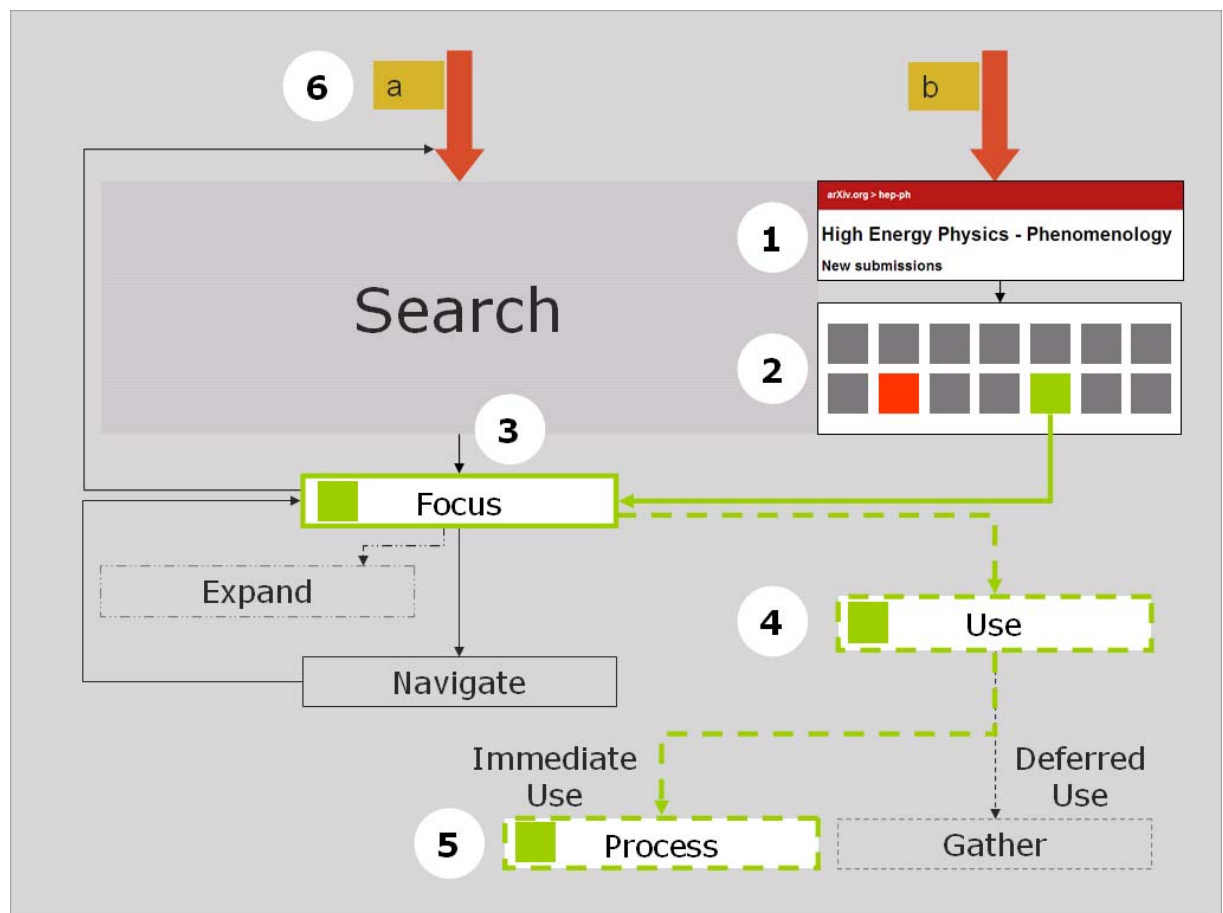 6
a
b
arXiv.org > hep-ph
1
High Energy Physics - Phenomenology
New submissions
Search
2
3
Focus
Expand
4
Use
Navigate
Immediate
Use
Deferred
Use
5
Process
Gather